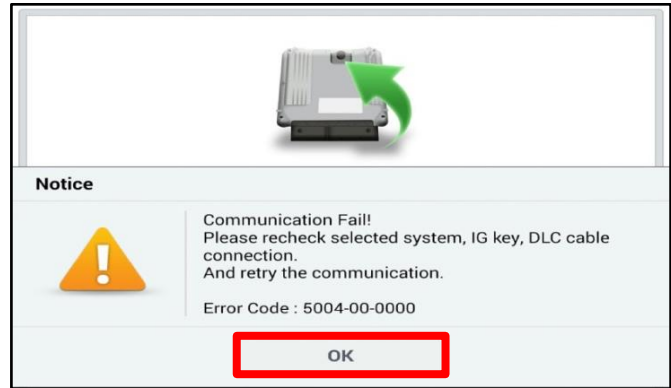 Notice
Communication Fail!
Please recheck selected system, IG key, DLC cable
connection.
And retry the communication.
Error Code : 5004-00-0000
OK